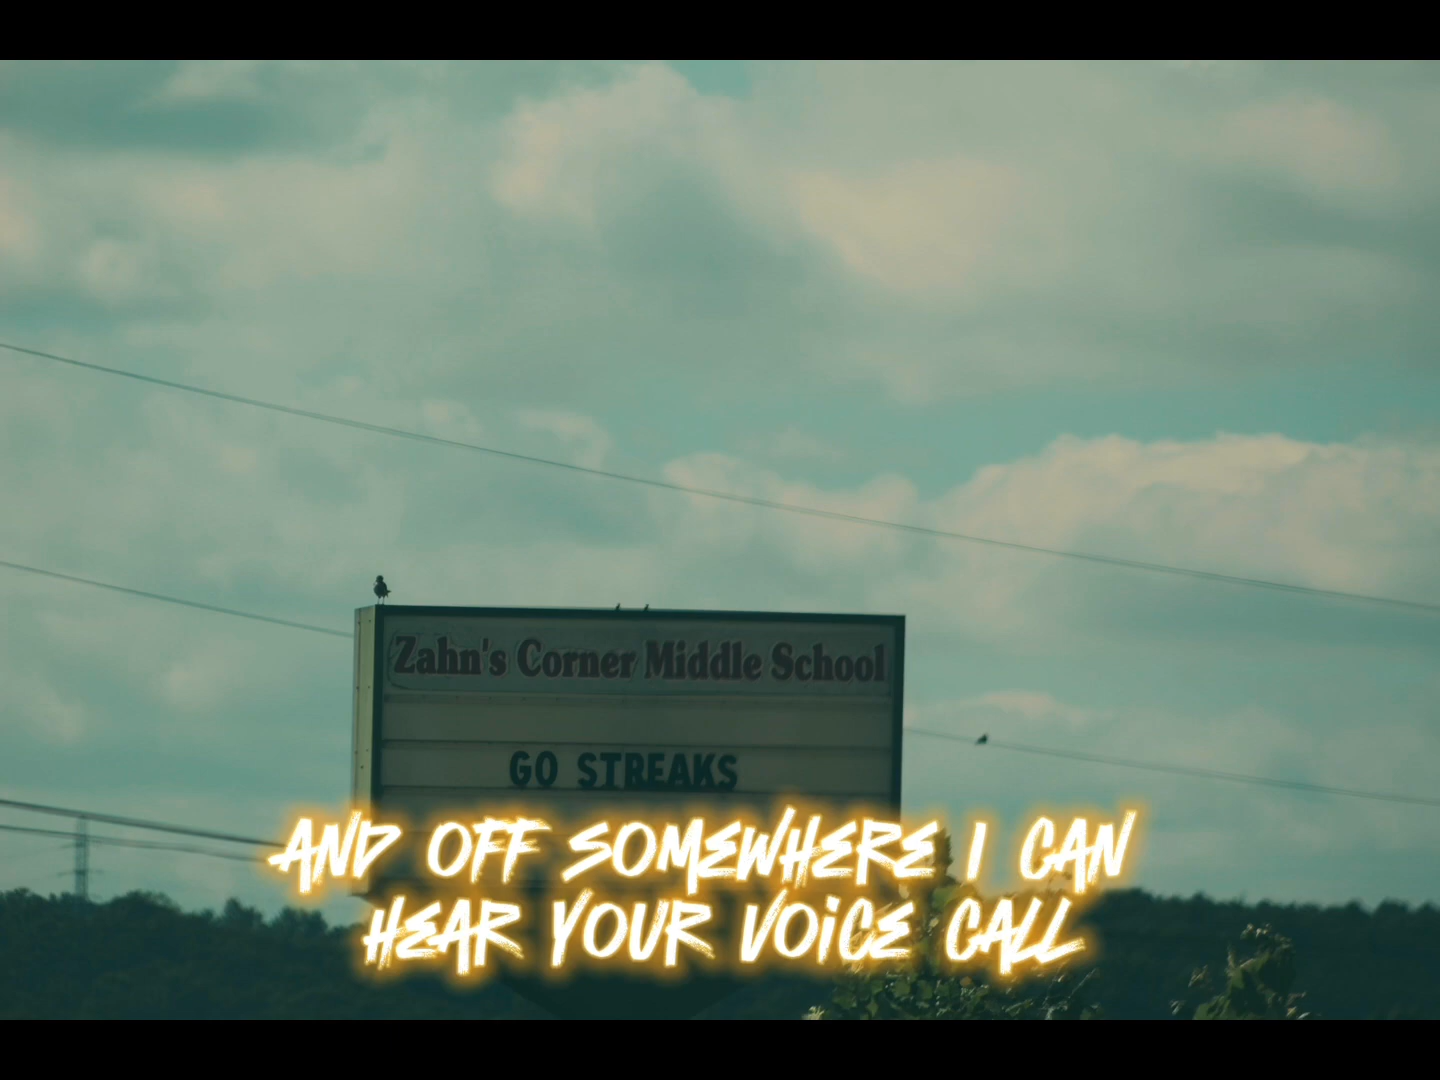 Zahn's Corner Middle School
GO STREAKS
AND OFF SOMEWHERE I CAN
HEAR YOUR VOICE CALL